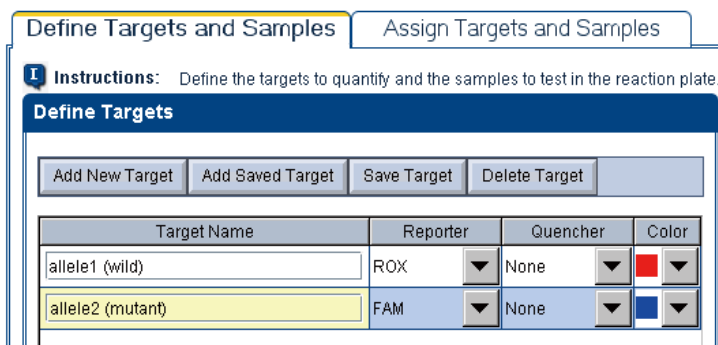 Define Targets and Samples Assign Targets and Samples
I Instructions: Define the targets to quantify and the samples to test in the reaction plate.
Define Targets
Add New Target Add Saved Target Save Target Delete Target
Target Name Reporter Quencher Color
allele1 (wild) ROX None
allele2 (mutant) FAM None